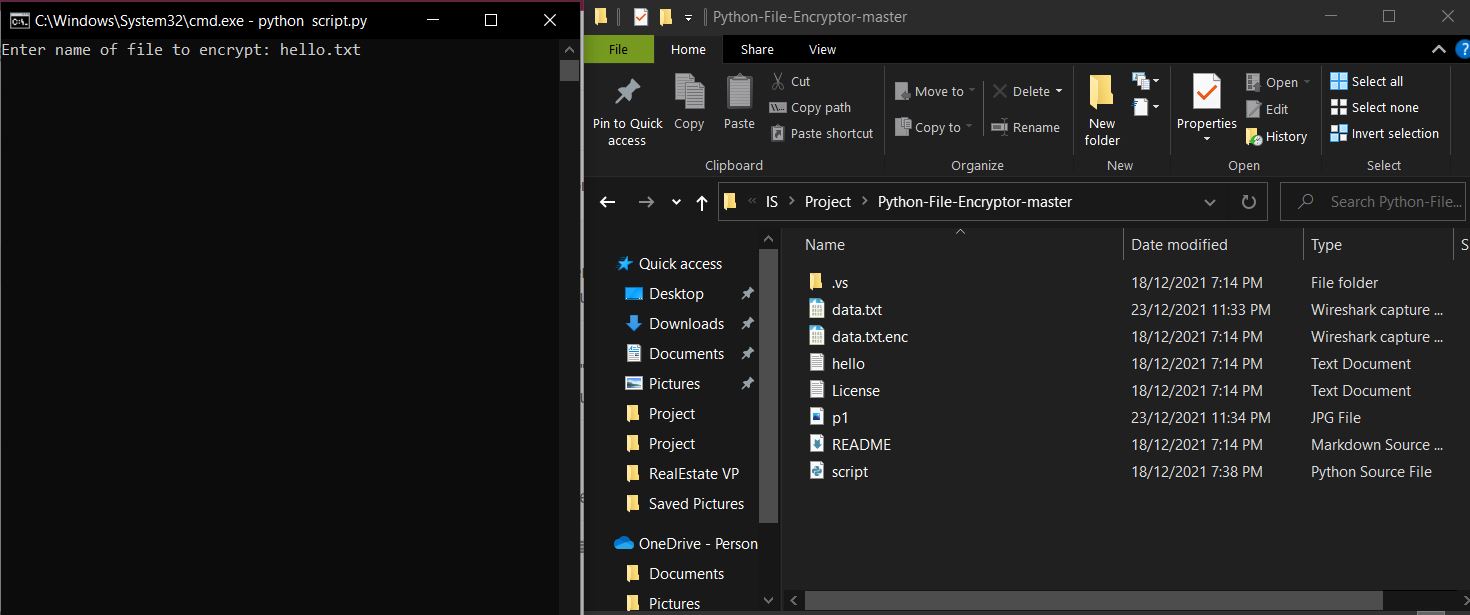 C:\Windows\System32\cmd.exe - python script.py
Enter name of file to encrypt: hello.txt
Python-File-Encryptor-master
File Home Share View
Pin to Quick access
Copy
Paste
Cut
Copy path
Paste shortcut
Clipboard
Move to
Copy to
Delete
Rename
Organize
New folder
New
Properties
Open
Edit
History
Open
Select all
Select none
Invert selection
Select
« IS > Project > Python-File-Encryptor-master
Search Python-File...
Quick access
Desktop
Downloads
Documents
Pictures
Project
Project
RealEstate VP
Saved Pictures
OneDrive - Person
Documents
Pictures
Name Date modified Type S
.vs 18/12/2021 7:14 PM File folder
data.txt 23/12/2021 11:33 PM Wireshark capture ...
data.txt.enc 18/12/2021 7:14 PM Wireshark capture ...
hello 18/12/2021 7:14 PM Text Document
License 18/12/2021 7:14 PM Text Document
p1 23/12/2021 11:34 PM JPG File
README 18/12/2021 7:14 PM Markdown Source ...
script 18/12/2021 7:38 PM Python Source File